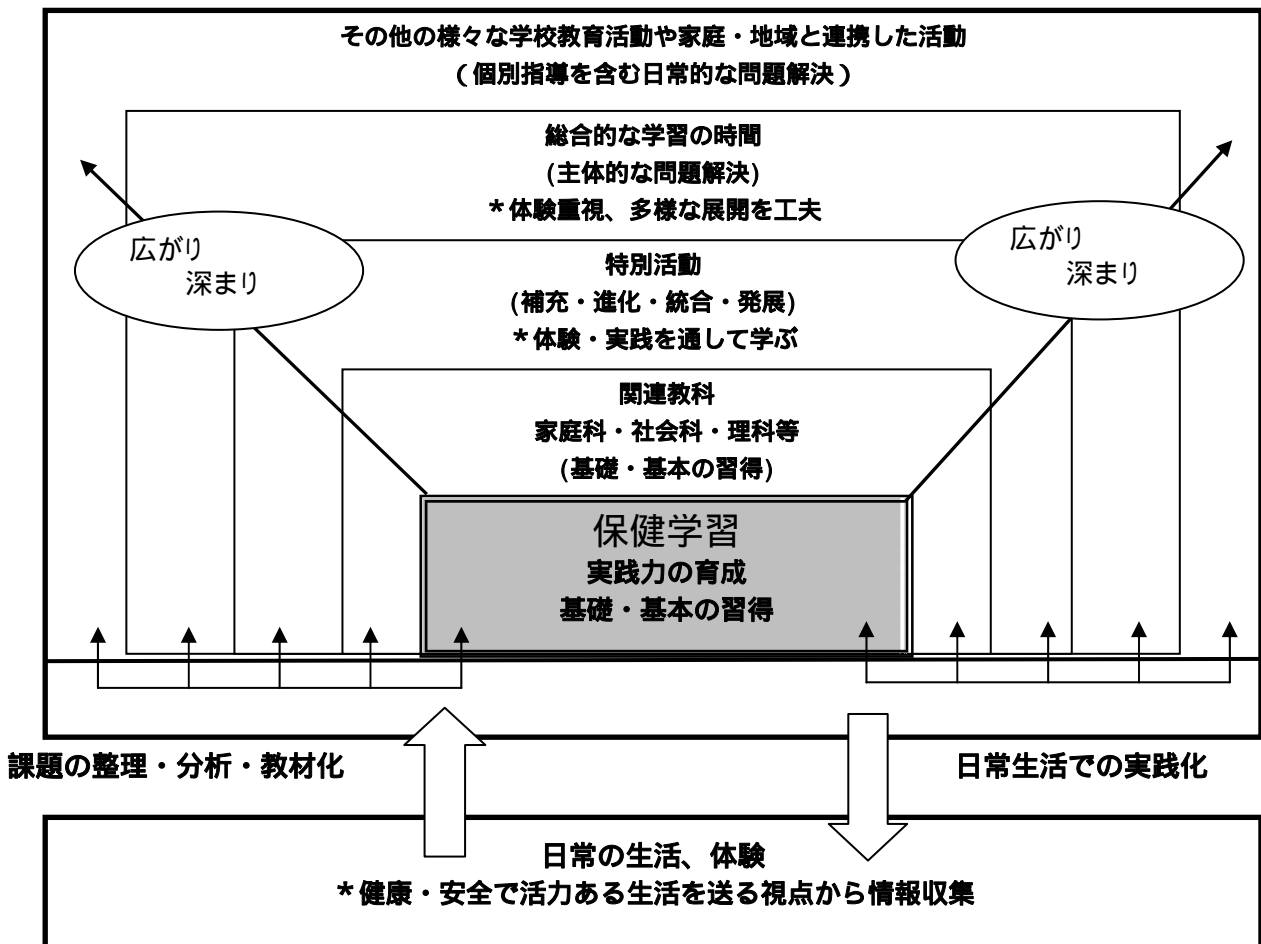 その他の様々な学校教育活動や家庭・地域と連携した活動
(個別指導を含む日常的な問題解決)
総合的な学習の時間
(主体的な問題解決)
*体験重視、多様な展開を工夫
広がり
深まり
広がり
深まり
特別活動
(補充・進化・統合・発展)
*体験・実践を通して学ぶ
関連教科
家庭科・社会科・理科等
(基礎・基本の習得)
保健学習
実践力の育成
基礎・基本の習得
課題の整理・分析・教材化
日常生活での実践化
日常の生活、体験
*健康・安全で活力ある生活を送る視点から情報収集